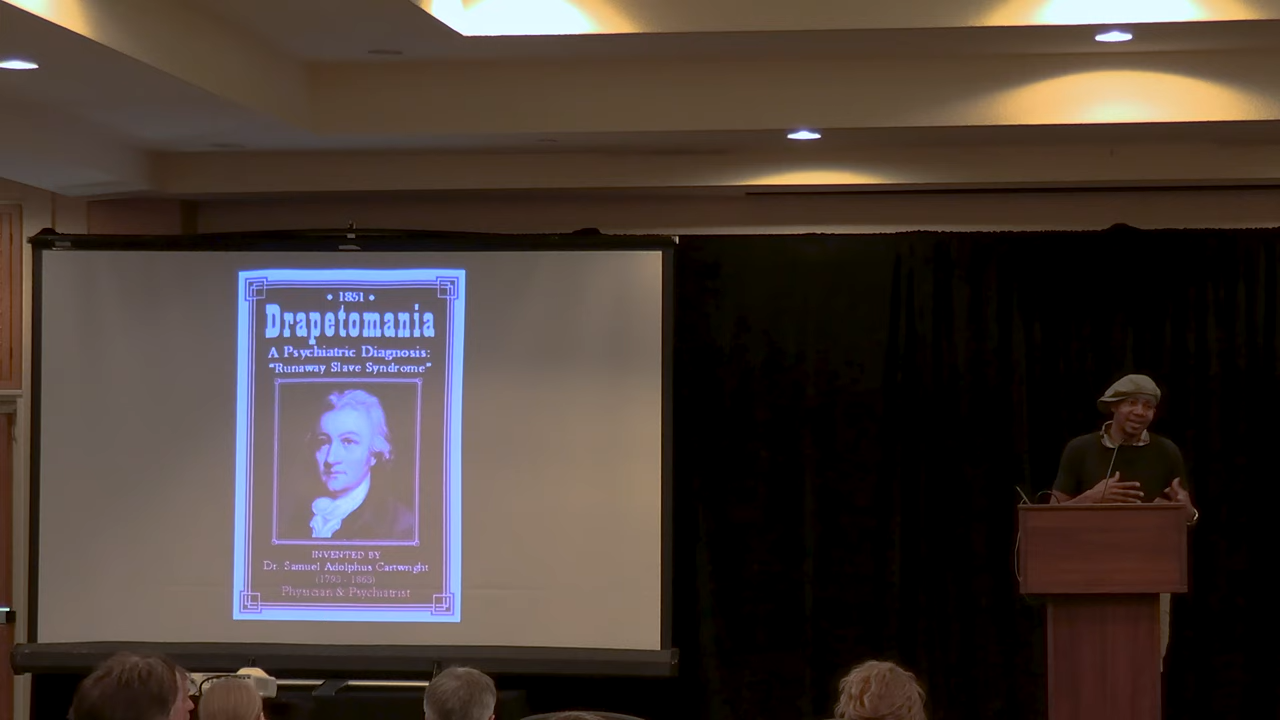 • 1851 •
Drapetomania
A Psychiatric Diagnosis:
"Runaway Slave Syndrome"
INVENTED BY
Dr. Samuel Adolphus Cartwright
(1793 - 1863)
Physician & Psychiatrist